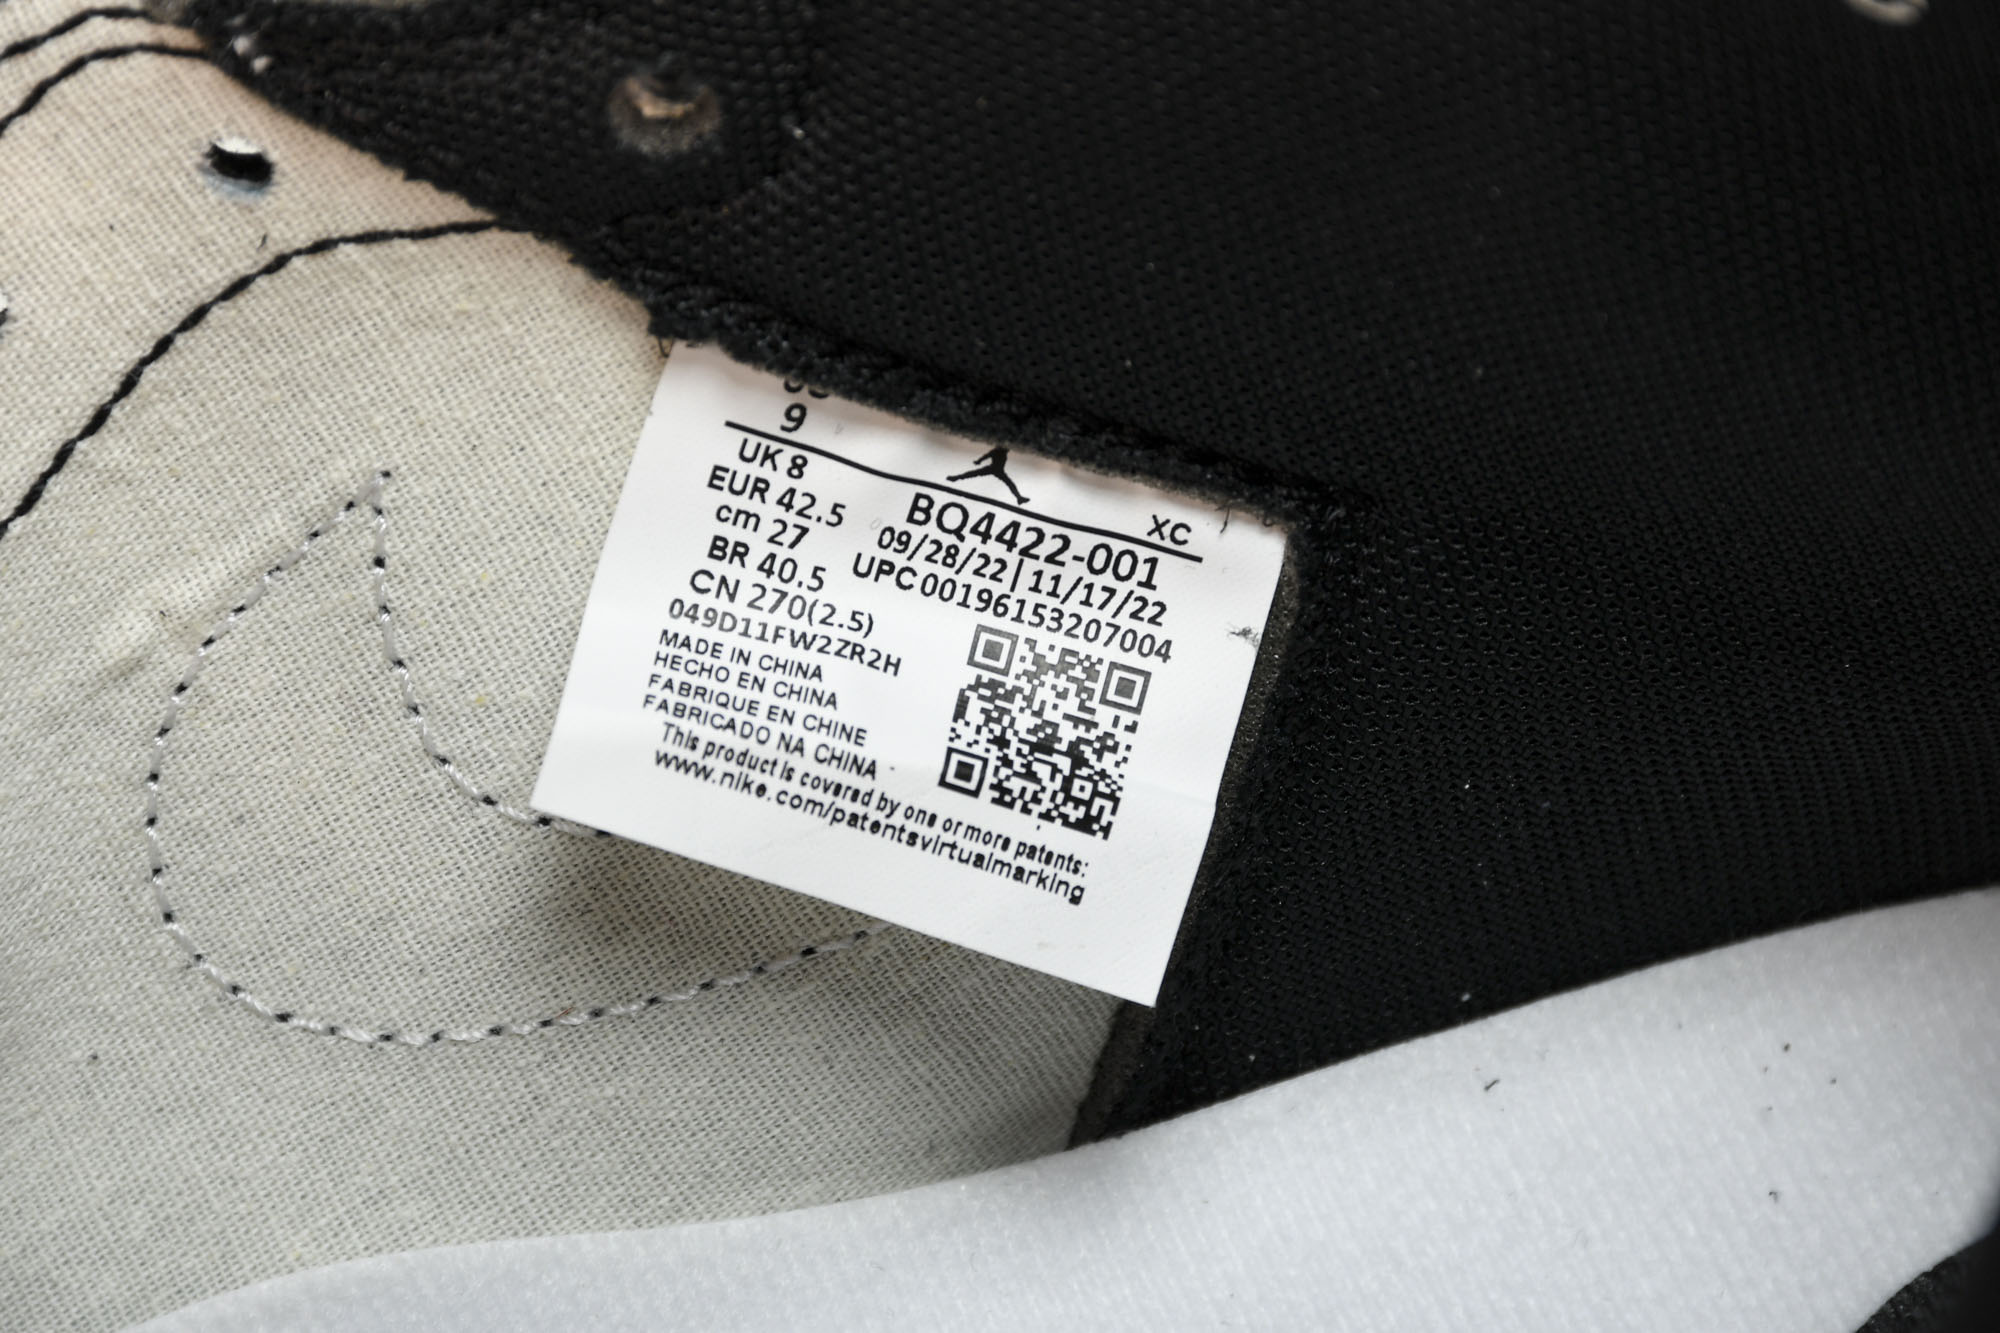 9
UK 8
EUR 42.5
cm 27
BR 40.5
CN 270(2.5)
049D11FW2ZR2H
MADE IN CHINA
HECHO EN CHINA
FABRIQUE EN CHINE
FABRICADO NA CHINA
This product is covered by one or more patents:
www.nike.com/patentsvirtualmarking
XC
BQ4422-001
09/28/22|11/17/22
UPC00196153207004